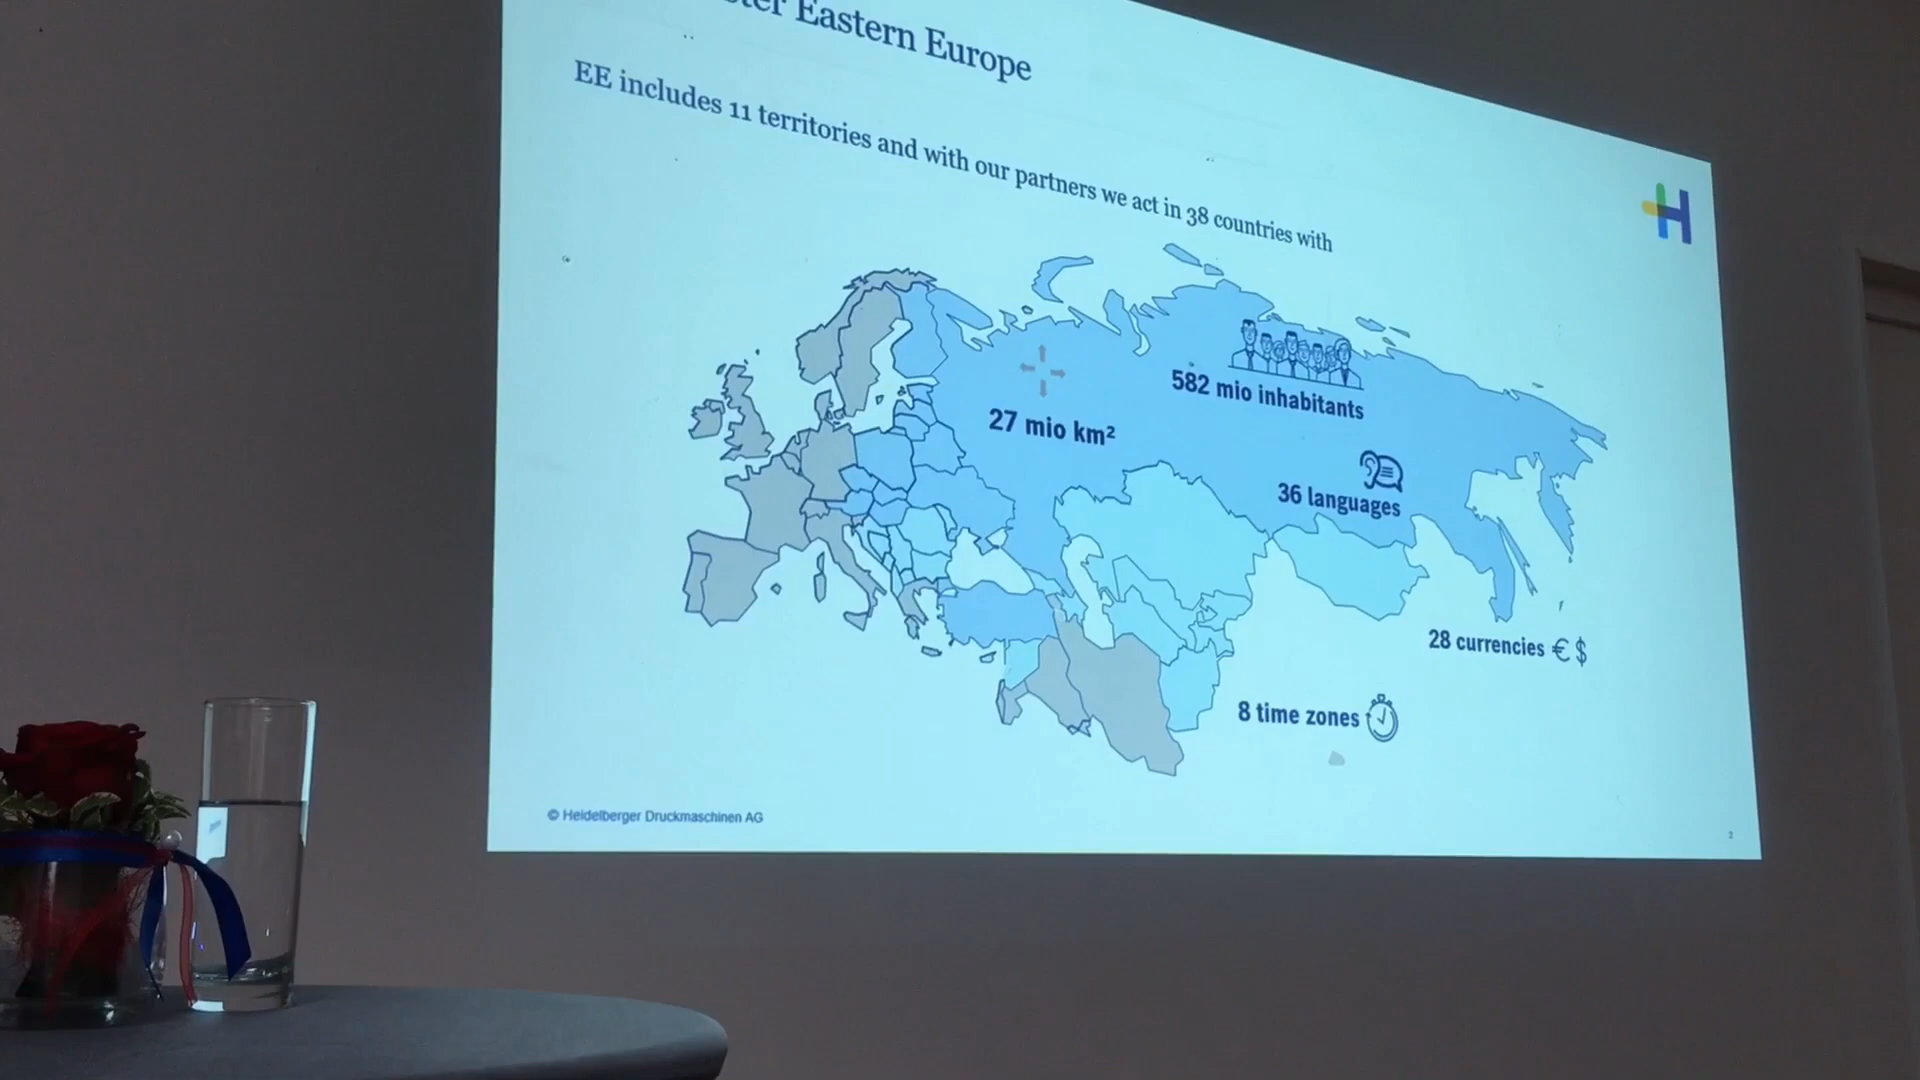 Eastern Europe
EE includes 11 territories and with our partners we act in 38 countries with
582 mio inhabitants
27 mio km²
36 languages
28 currencies € $
8 time zones
© Heidelberger Druckmaschinen AG
2